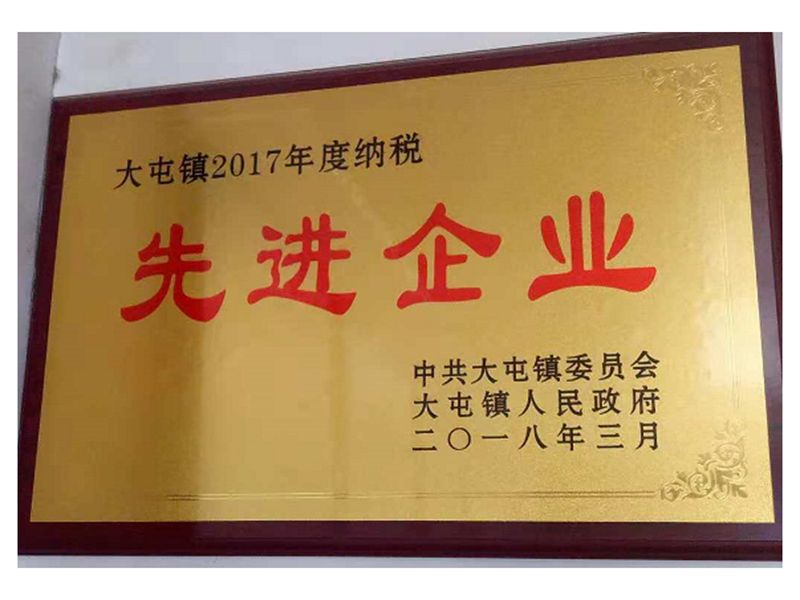 大屯镇2017年度纳税
先进企业
中共大屯镇委员会
大屯镇人民政府
二〇一八年三月